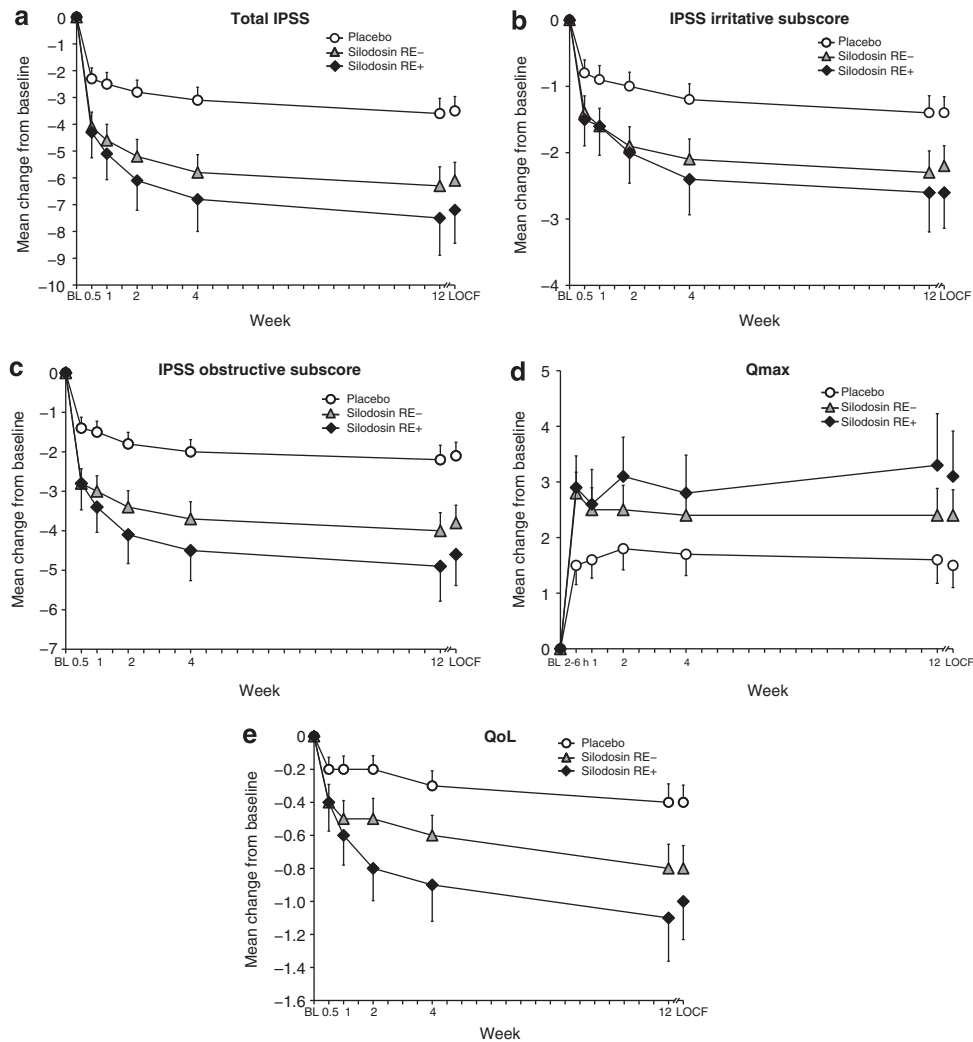 a
Total IPSS
Placebo
Silodosin RE−
Silodosin RE+
Mean change from baseline
0
−1
−2
−3
−4
−5
−6
−7
−8
−9
−10
BL 0.5 1 2 4 12 LOCF
Week
b
IPSS irritative subscore
Placebo
Silodosin RE−
Silodosin RE+
Mean change from baseline
0
−1
−2
−3
−4
BL 0.5 1 2 4 12 LOCF
Week
c
IPSS obstructive subscore
Placebo
Silodosin RE−
Silodosin RE+
Mean change from baseline
0
−1
−2
−3
−4
−5
−6
−7
BL 0.5 1 2 4 12 LOCF
Week
d
Qmax
Placebo
Silodosin RE−
Silodosin RE+
Mean change from baseline
5
4
3
2
1
0
BL 2-6 h 1 2 4 12 LOCF
Week
e
QoL
Placebo
Silodosin RE−
Silodosin RE+
Mean change from baseline
0
−0.2
−0.4
−0.6
−0.8
−1.0
−1.2
−1.4
−1.6
BL 0.5 1 2 4 12 LOCF
Week